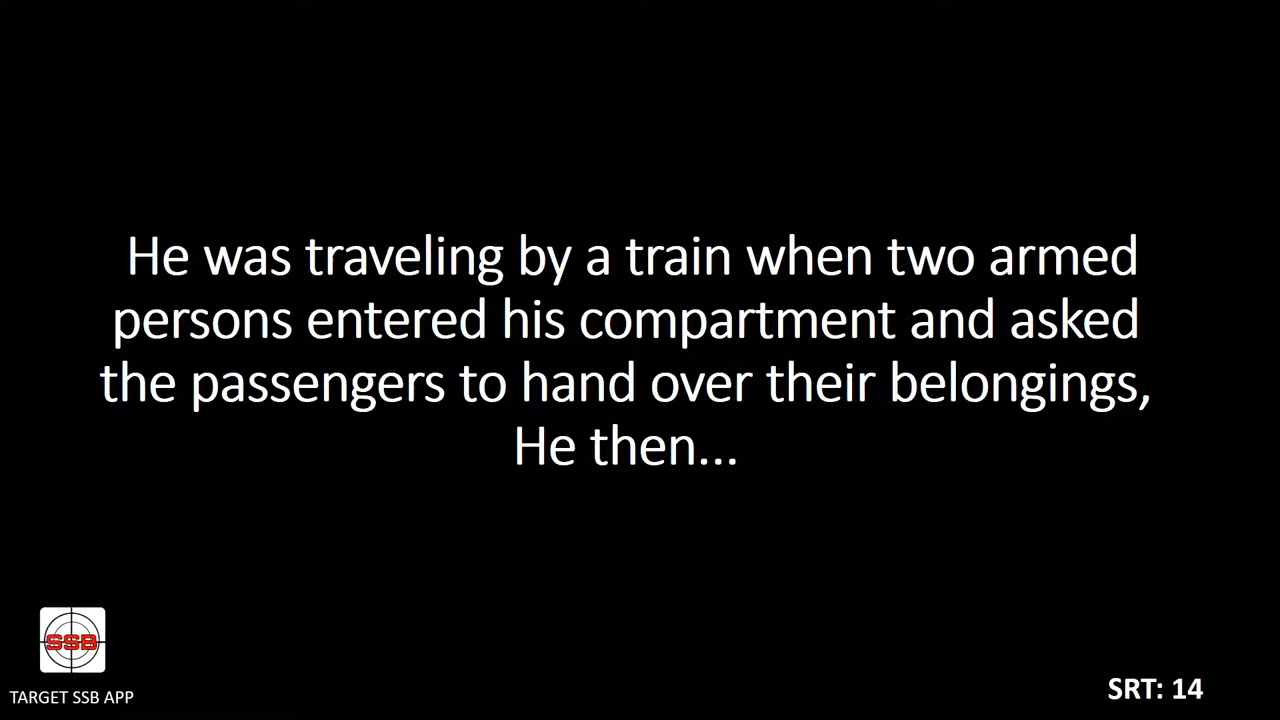 He was traveling by a train when two armed
persons entered his compartment and asked
the passengers to hand over their belongings,
He then...
SSB
TARGET SSB APP
SRT: 14